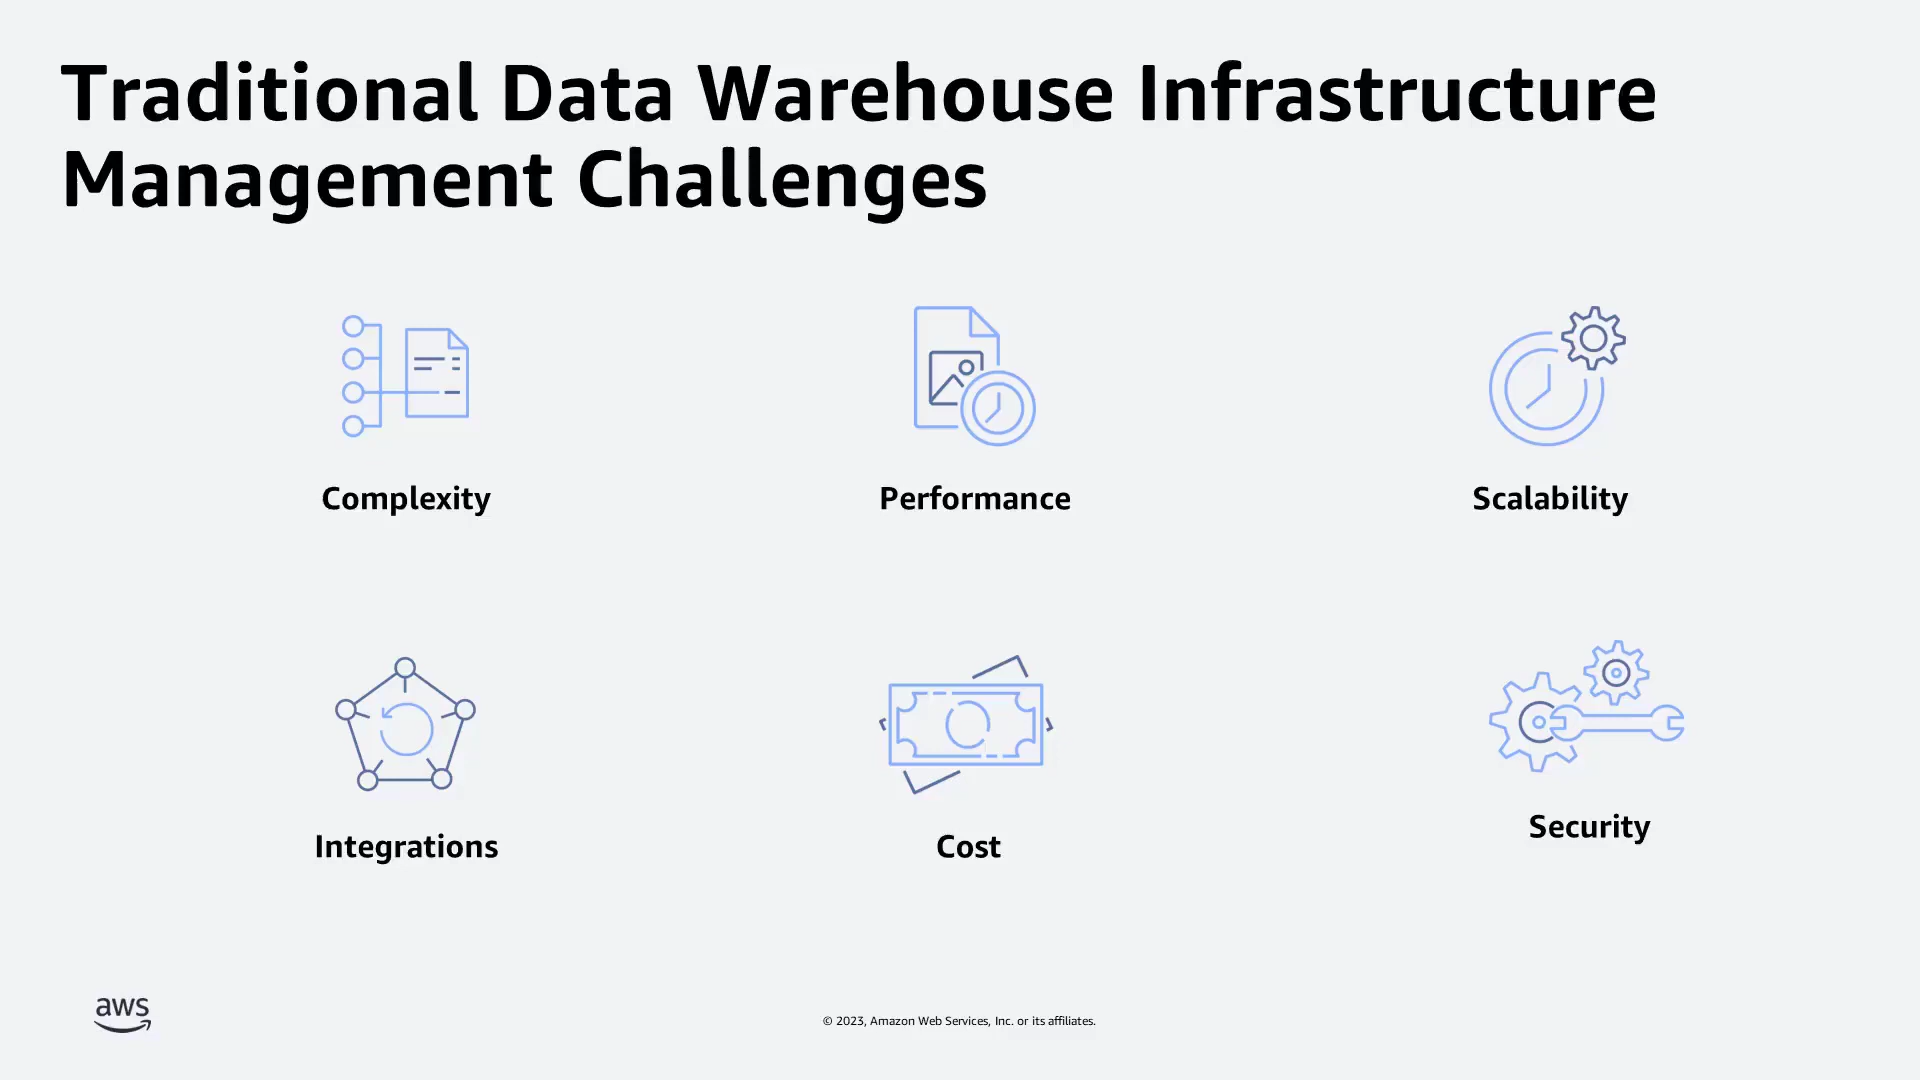 Traditional Data Warehouse Infrastructure
Management Challenges
Complexity
Performance
Scalability
Integrations
Cost
Security
aws
© 2023, Amazon Web Services, Inc. or its affiliates.